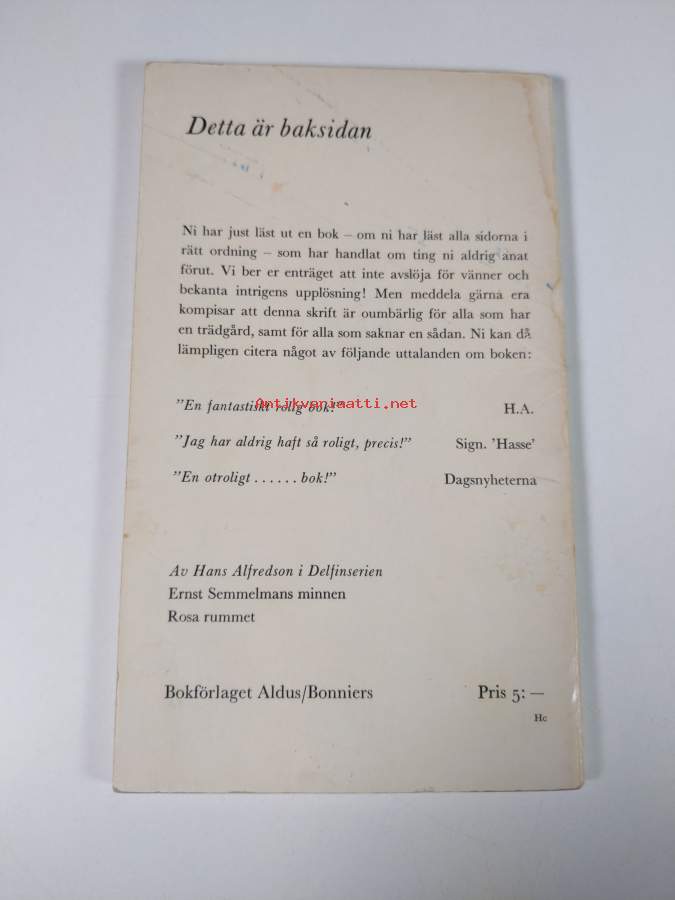 Detta är baksidan
Ni har just läst ut en bok – om ni har läst alla sidorna i
rätt ordning – som har handlat om ting ni aldrig anat
förut. Vi ber er enträget att inte avslöja för vänner och
bekanta intrigens upplösning! Men meddela gärna era
kompisar att denna skrift är oumbärlig för alla som har
en trädgård, samt för alla som saknar en sådan. Ni kan då
lämpligen citera något av följande uttalanden om boken:
"En fantastiskt rolig bok!" H.A.
Antikvariaatti.net
"Jag har aldrig haft så roligt, precis!" Sign. 'Hasse'
"En otroligt ...... bok!" Dagsnyheterna
Av Hans Alfredson i Delfinserien
Ernst Semmelmans minnen
Rosa rummet
Bokförlaget Aldus/Bonniers Pris 5: —
Hc